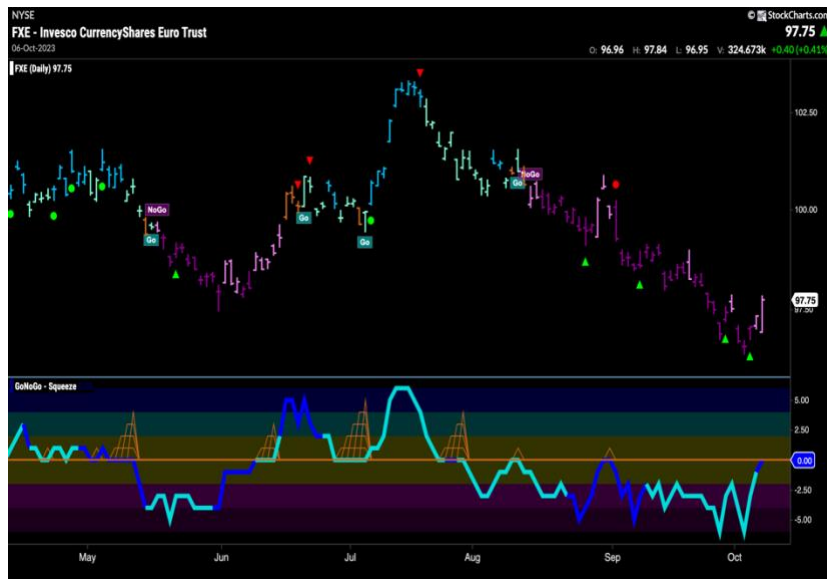 NYSE
© StockCharts.com
FXE - Invesco CurrencyShares Euro Trust
97.75
06-Oct-2023
O: 96.96 H: 97.84 L: 96.95 V: 324.673k +0.40 (+0.41%)
FXE (Daily) 97.75
102.50
NoGo
Go
Go
Go
NoGo
Go
100.00
97.75
97.50
GoNoGo - Squeeze
5.00
2.50
0.00
-2.50
-5.00
May Jun Jul Aug Sep Oct